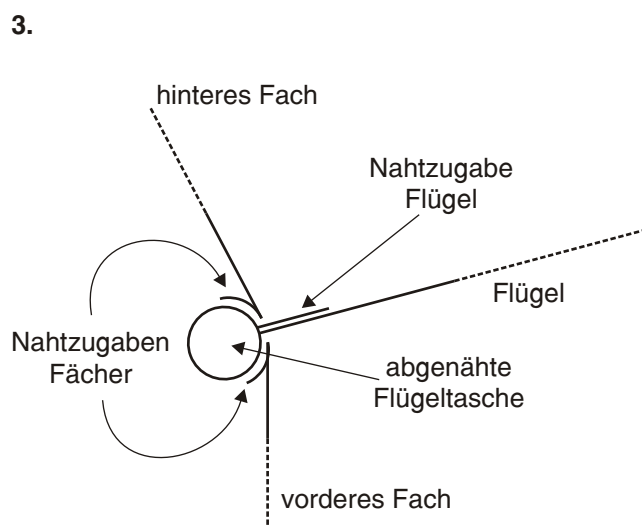 3.
hinteres Fach
Nahtzugabe
Flügel
Flügel
Nahtzugaben
Fächer
abgenähte
Flügeltasche
vorderes Fach